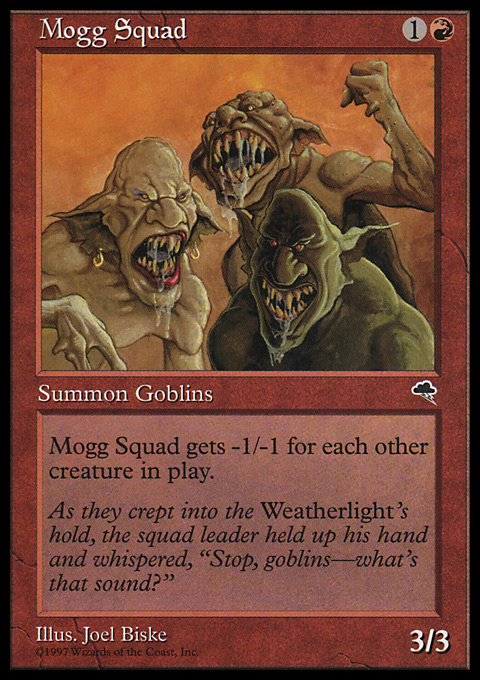 Mogg Squad 1
Summon Goblins
Mogg Squad gets -1/-1 for each other
creature in play.
As they crept into the Weatherlight's
hold, the squad leader held up his hand
and whispered, “Stop, goblins—what's
that sound?”
Illus. Joel Biske
©1997 Wizards of the Coast, Inc.
3/3